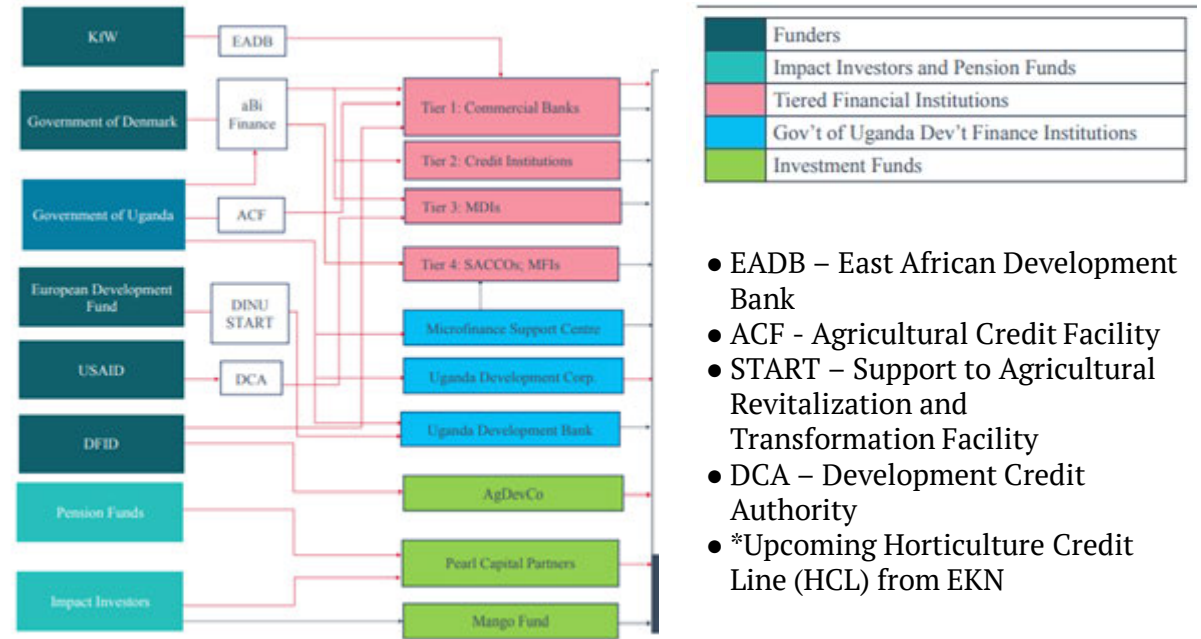 KfW
EADB
Government of Denmark
aBi
Finance
Government of Uganda
ACF
European Development
Fund
DINU
START
USAID
DCA
DFID
Pension Funds
Impact Investors
Tier 1: Commercial Banks
Tier 2: Credit Institutions
Tier 3: MDIs
Tier 4: SACCOs; MFIs
Microfinance Support Centre
Uganda Development Corp.
Uganda Development Bank
AgDevCo
Pearl Capital Partners
Mango Fund
Funders
Impact Investors and Pension Funds
Tiered Financial Institutions
Gov't of Uganda Dev't Finance Institutions
Investment Funds
● EADB – East African Development
Bank
● ACF - Agricultural Credit Facility
● START – Support to Agricultural
Revitalization and
Transformation Facility
● DCA – Development Credit
Authority
● *Upcoming Horticulture Credit
Line (HCL) from EKN